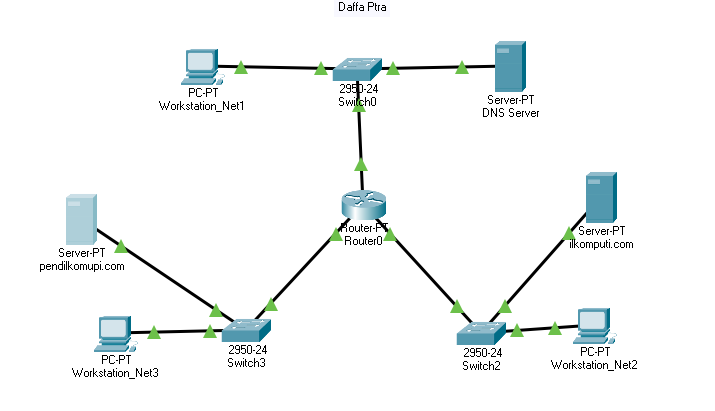 Daffa Ptra
PC-PT
Workstation_Net1
2950-24
Switch0
Server-PT
DNS Server
Server-PT
pendilkomupi.com
Router-PT
Router0
Server-PT
ilkomputi.com
PC-PT
Workstation_Net3
2950-24
Switch3
2950-24
Switch2
PC-PT
Workstation_Net2